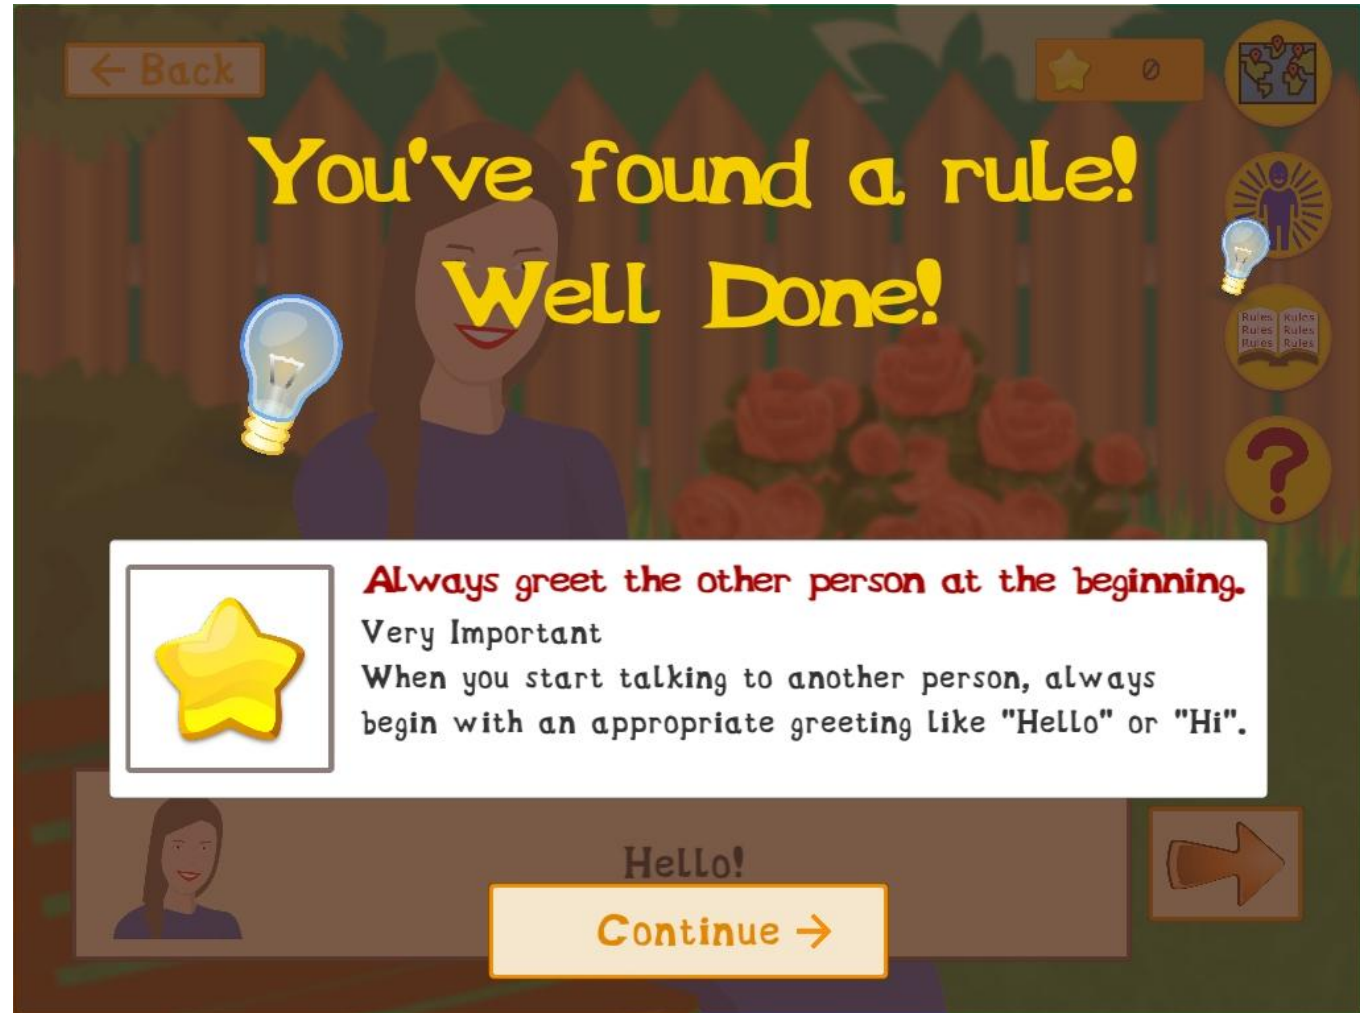 ← Back
0
You've found a rule!
Well Done!
Rules Rules
Rules Rules
Rules Rules
Always greet the other person at the beginning.
Very Important
When you start talking to another person, always
begin with an appropriate greeting like "Hello" or "Hi".
Hello!
Continue →